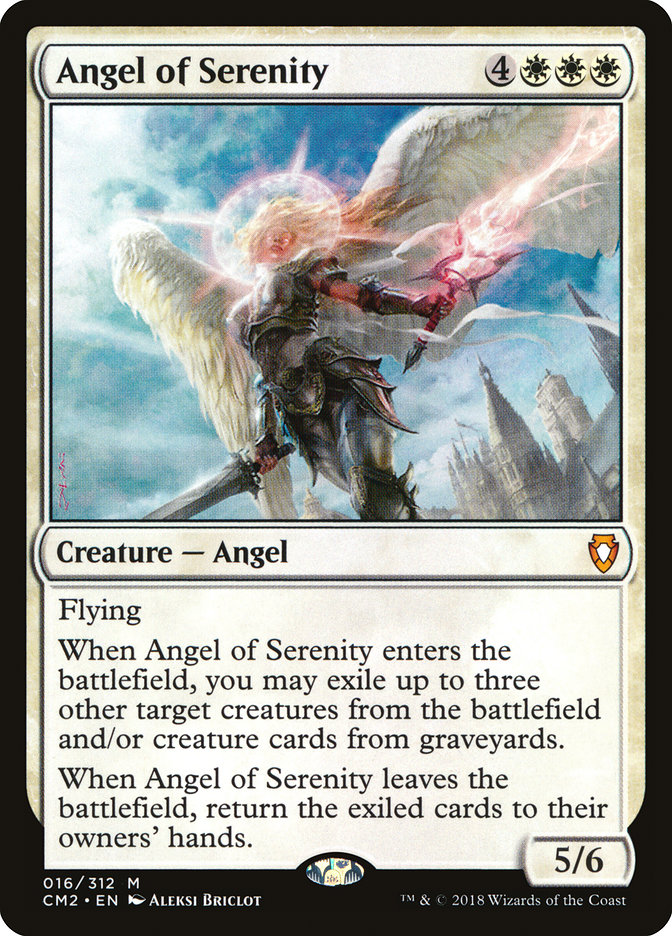 Angel of Serenity 4
Creature — Angel
Flying
When Angel of Serenity enters the
battlefield, you may exile up to three
other target creatures from the battlefield
and/or creature cards from graveyards.
When Angel of Serenity leaves the
battlefield, return the exiled cards to their
owners' hands.
5/6
016/312 M
CM2 • EN ALEKSI BRICLOT
™ & © 2018 Wizards of the Coast